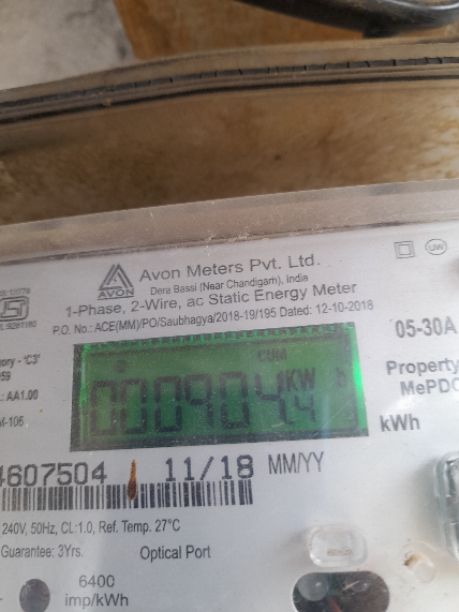 AVON
Avon Meters Pvt. Ltd.
Dera Bassi (Near Chandigarh), India
1-Phase, 2-Wire, ac Static Energy Meter
P.O. No.: ACE(MM)/PO/Saubhagya/2018-19/195 Dated: 12-10-2018
UW
05-30A
Property
MePDC
CUM
000904.4 KW h
kWh
4607504
11/18 MM/YY
240V, 50Hz, CL:1.0, Ref. Temp. 27°C
Guarantee: 3Yrs.
Optical Port
6400
imp/kWh